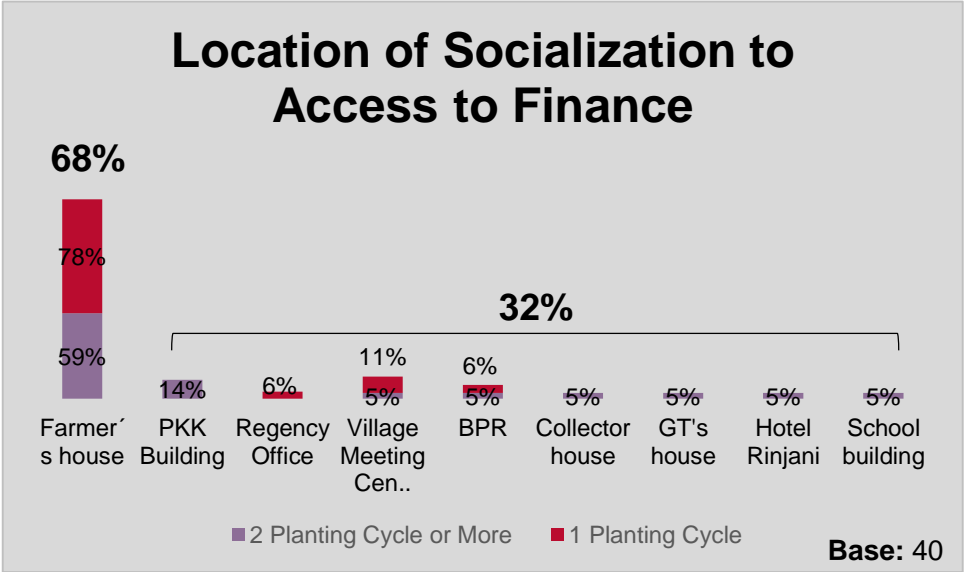 Location of Socialization to
Access to Finance
68%
32%
78%
59%
14%
6%
11%
5%
6%
5%
5%
5%
5%
5%
Farmer´
s house
PKK
Building
Regency
Office
Village
Meeting
Cen..
BPR
Collector
house
GT's
house
Hotel
Rinjani
School
building
2 Planting Cycle or More
1 Planting Cycle
Base: 40